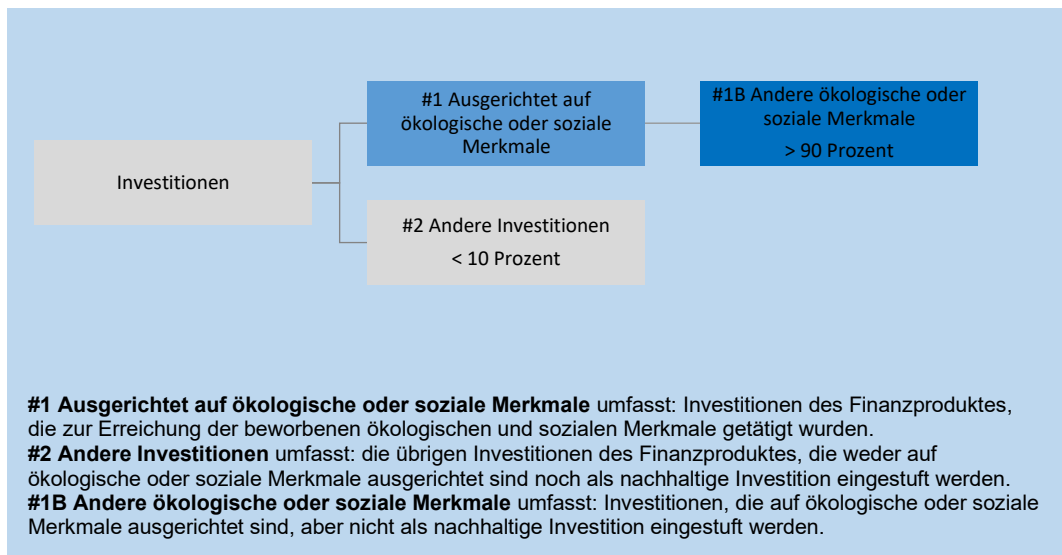 #1 Ausgerichtet auf
ökologische oder soziale
Merkmale
#1B Andere ökologische oder
soziale Merkmale
> 90 Prozent
Investitionen
#2 Andere Investitionen
< 10 Prozent
#1 Ausgerichtet auf ökologische oder soziale Merkmale umfasst: Investitionen des Finanzproduktes,
die zur Erreichung der beworbenen ökologischen und sozialen Merkmale getätigt wurden.
#2 Andere Investitionen umfasst: die übrigen Investitionen des Finanzproduktes, die weder auf
ökologische oder soziale Merkmale ausgerichtet sind noch als nachhaltige Investition eingestuft werden.
#1B Andere ökologische oder soziale Merkmale umfasst: Investitionen, die auf ökologische oder soziale
Merkmale ausgerichtet sind, aber nicht als nachhaltige Investition eingestuft werden.